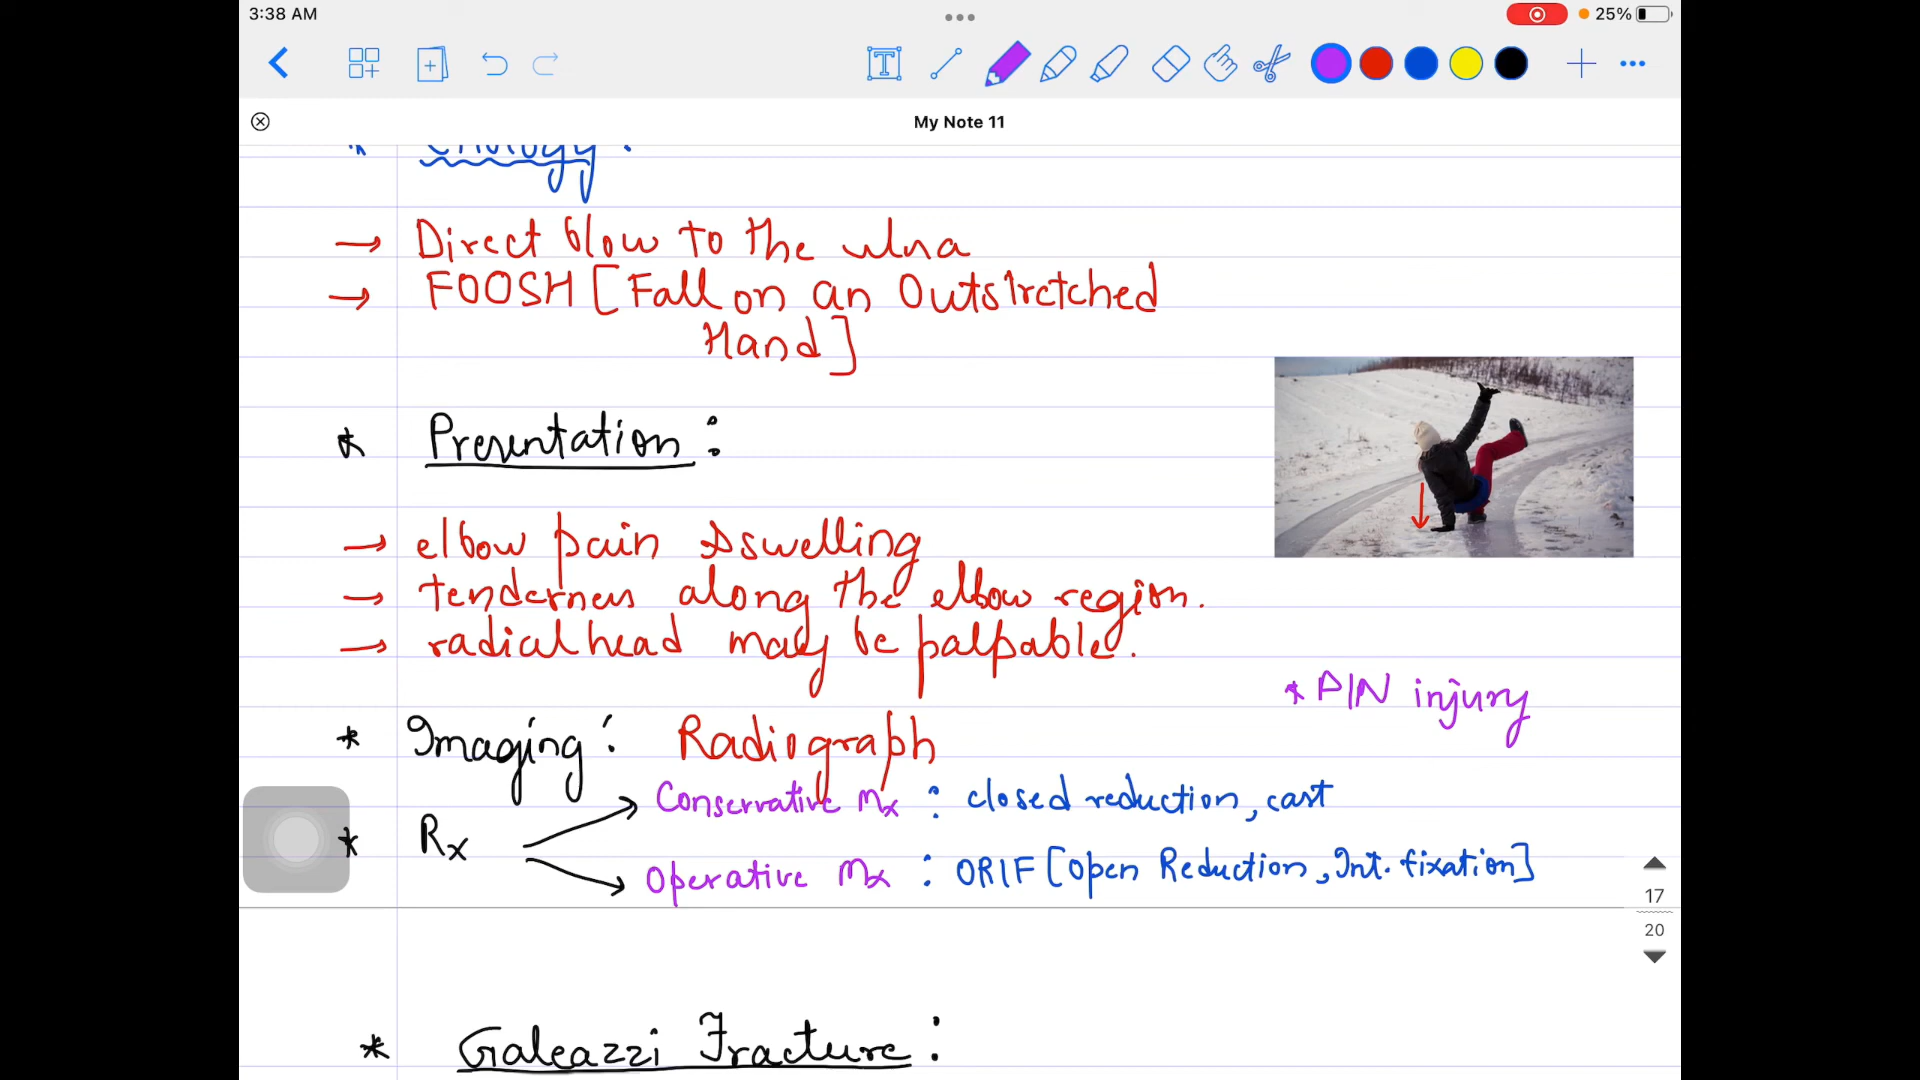 3:38 AM
25%
My Note 11
* Etiology :
→ Direct blow to the ulna
→ FOOSH [Fall on an Outstretched
Hand]
* Presentation :
→ elbow pain & swelling
→ tenderness along the elbow region.
→ radial head may be palpable.
* PIN injury
* Imaging : Radiograph
Conservative Mx : closed reduction, cast
* Rx
Operative Mx : ORIF [Open Reduction, Int. fixation]
17
20
* Galeazzi Fracture :